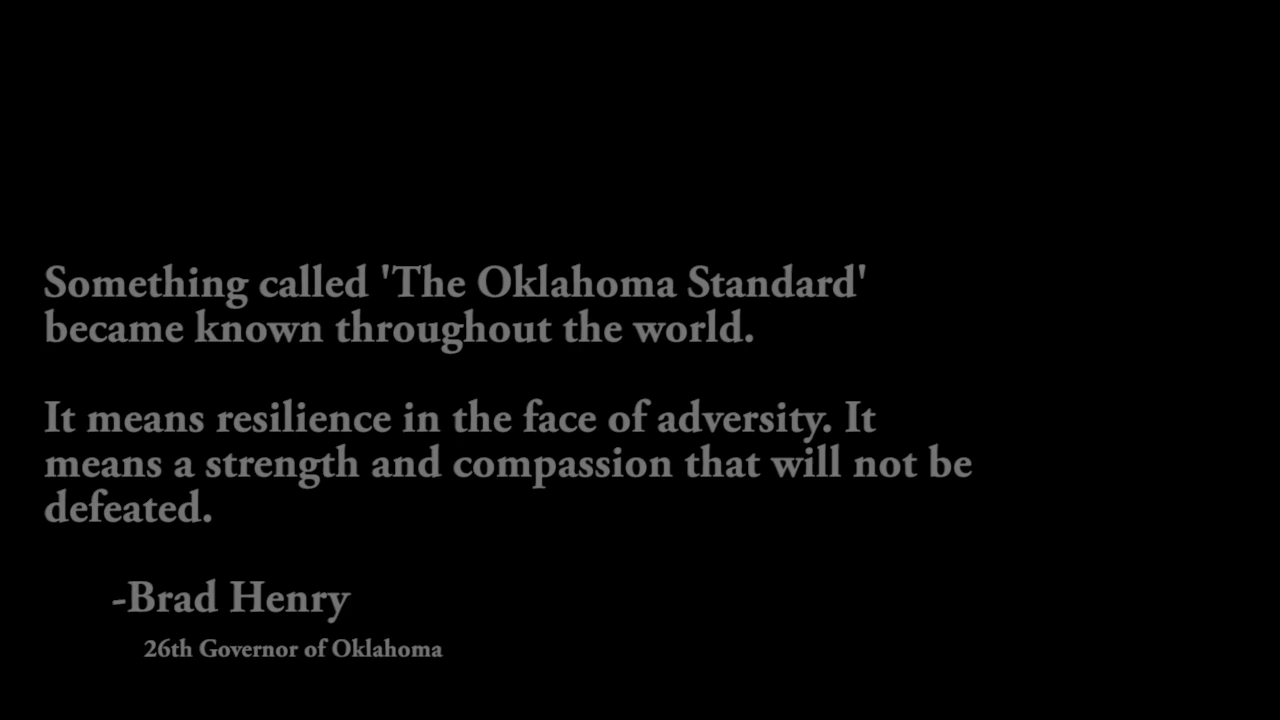 Something called 'The Oklahoma Standard'
became known throughout the world.
It means resilience in the face of adversity. It
means a strength and compassion that will not be
defeated.
-Brad Henry
26th Governor of Oklahoma